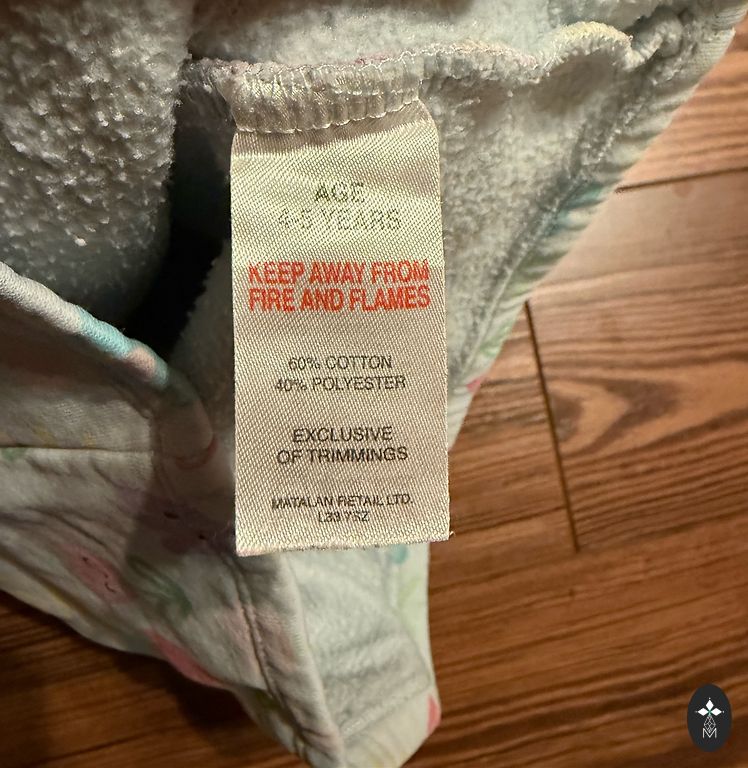 AGE
4-5 YEARS
KEEP AWAY FROM
FIRE AND FLAMES
60% COTTON
40% POLYESTER
EXCLUSIVE
OF TRIMMINGS
MATALAN RETAIL LTD.
L33 7SZ
M